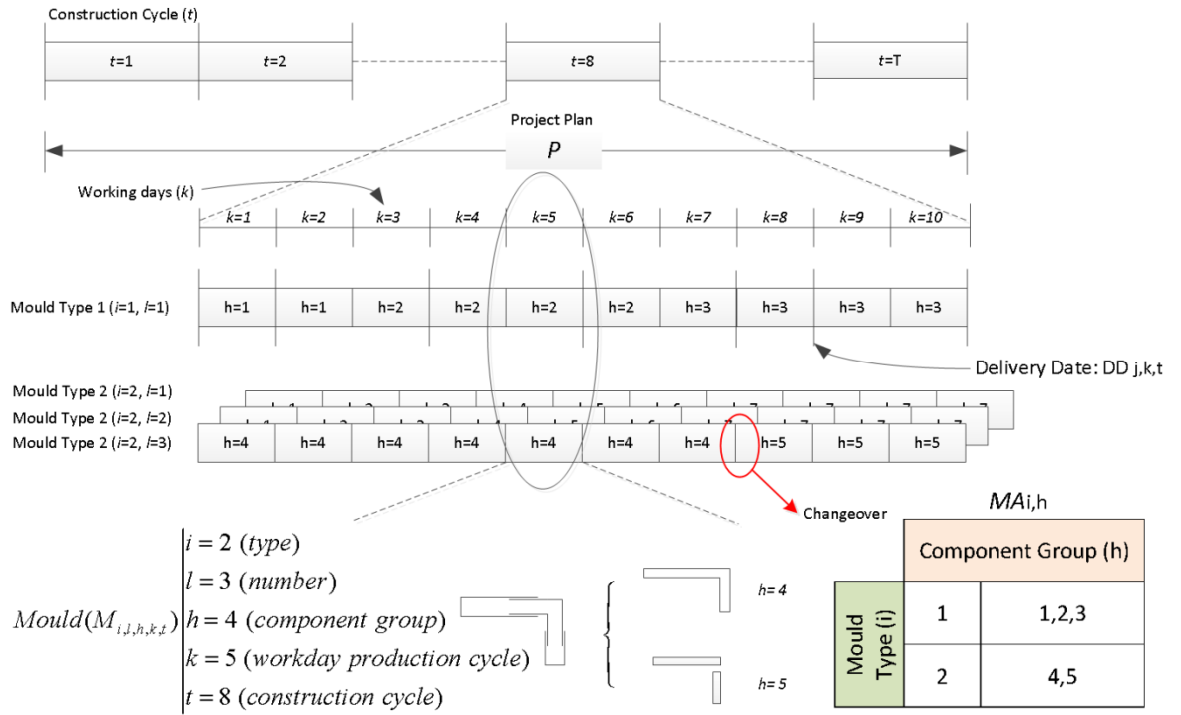 Construction Cycle (t)
t=1 t=2 t=8 t=T
Project Plan
P
Working days (k)
k=1 k=2 k=3 k=4 k=5 k=6 k=7 k=8 k=9 k=10
Mould Type 1 (i=1, l=1) h=1 h=1 h=2 h=2 h=2 h=2 h=3 h=3 h=3 h=3
Delivery Date: DD j,k,t
Mould Type 2 (i=2, l=1)
Mould Type 2 (i=2, l=2)
Mould Type 2 (i=2, l=3) h=4 h=4 h=4 h=4 h=4 h=4 h=4 h=5 h=5 h=5
Changeover
MAi,h
Component Group (h)
Mould Type (i)
1 1,2,3
2 4,5
Mould(M i,l,h,k,t)
i = 2 (type)
l = 3 (number)
h = 4 (component group)
k = 5 (workday production cycle)
t = 8 (construction cycle)
h= 4
h= 5